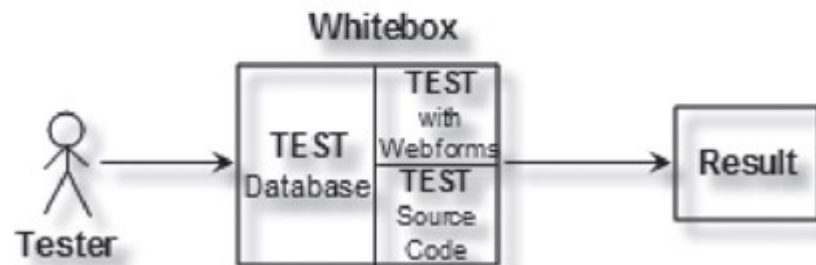 Whitebox
Tester
TEST
Database
TEST
with
Webforms
TEST
Source
Code
Result